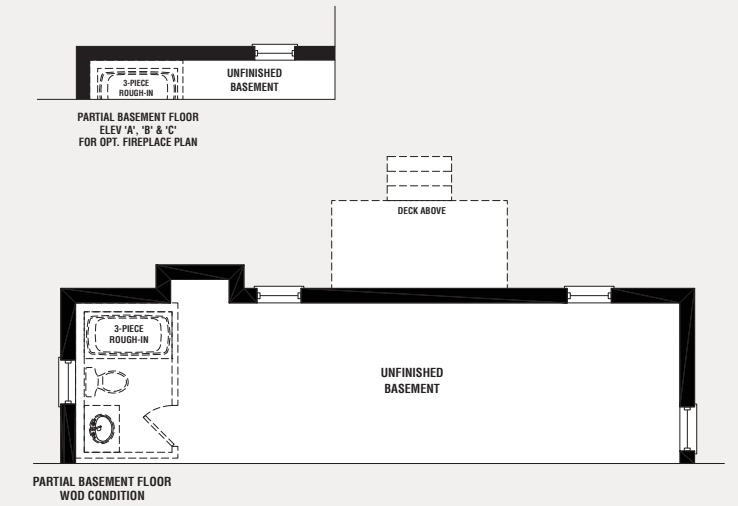 3-PIECE
ROUGH-IN
UNFINISHED
BASEMENT
PARTIAL BASEMENT FLOOR
ELEV 'A', 'B' & 'C'
FOR OPT. FIREPLACE PLAN
DECK ABOVE
3-PIECE
ROUGH-IN
UNFINISHED
BASEMENT
PARTIAL BASEMENT FLOOR
WOD CONDITION